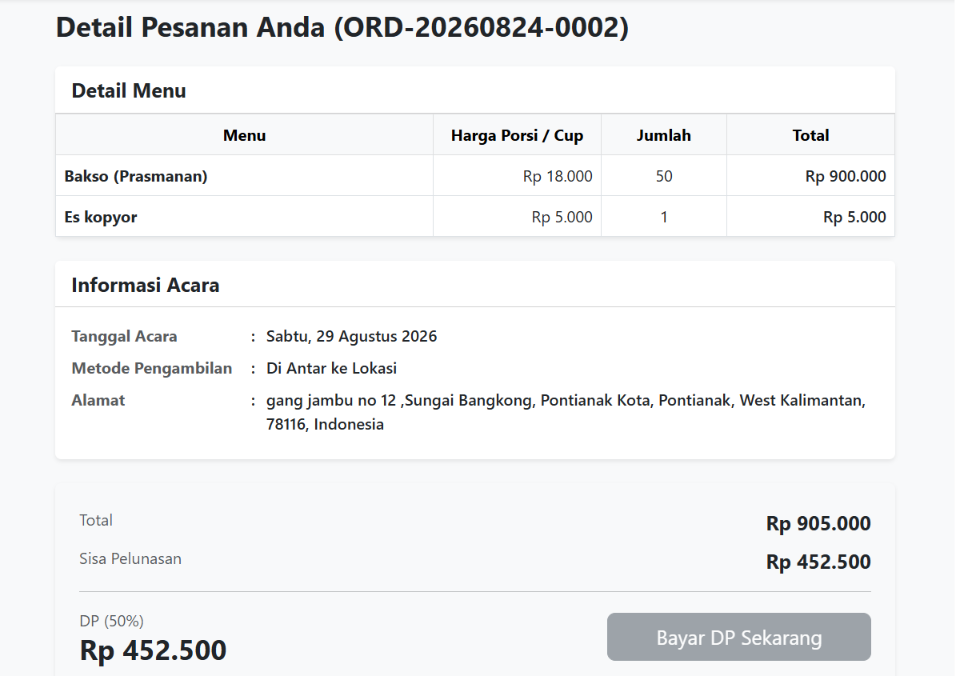 Detail Pesanan Anda (ORD-20260824-0002)
Detail Menu
Menu Harga Porsi / Cup Jumlah Total
Bakso (Prasmanan) Rp 18.000 50 Rp 900.000
Es kopyor Rp 5.000 1 Rp 5.000
Informasi Acara
Tanggal Acara : Sabtu, 29 Agustus 2026
Metode Pengambilan : Di Antar ke Lokasi
Alamat : gang jambu no 12 ,Sungai Bangkong, Pontianak Kota, Pontianak, West Kalimantan,
78116, Indonesia
Total Rp 905.000
Sisa Pelunasan Rp 452.500
DP (50%)
Rp 452.500
Bayar DP Sekarang